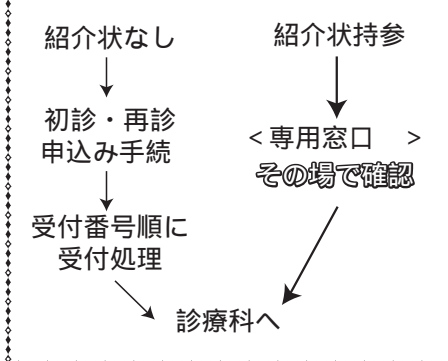 紹介状なし
初診・再診
申込み手続
受付番号順に
受付処理
紹介状持参
<専用窓口 >
その場で確認
診療科へ